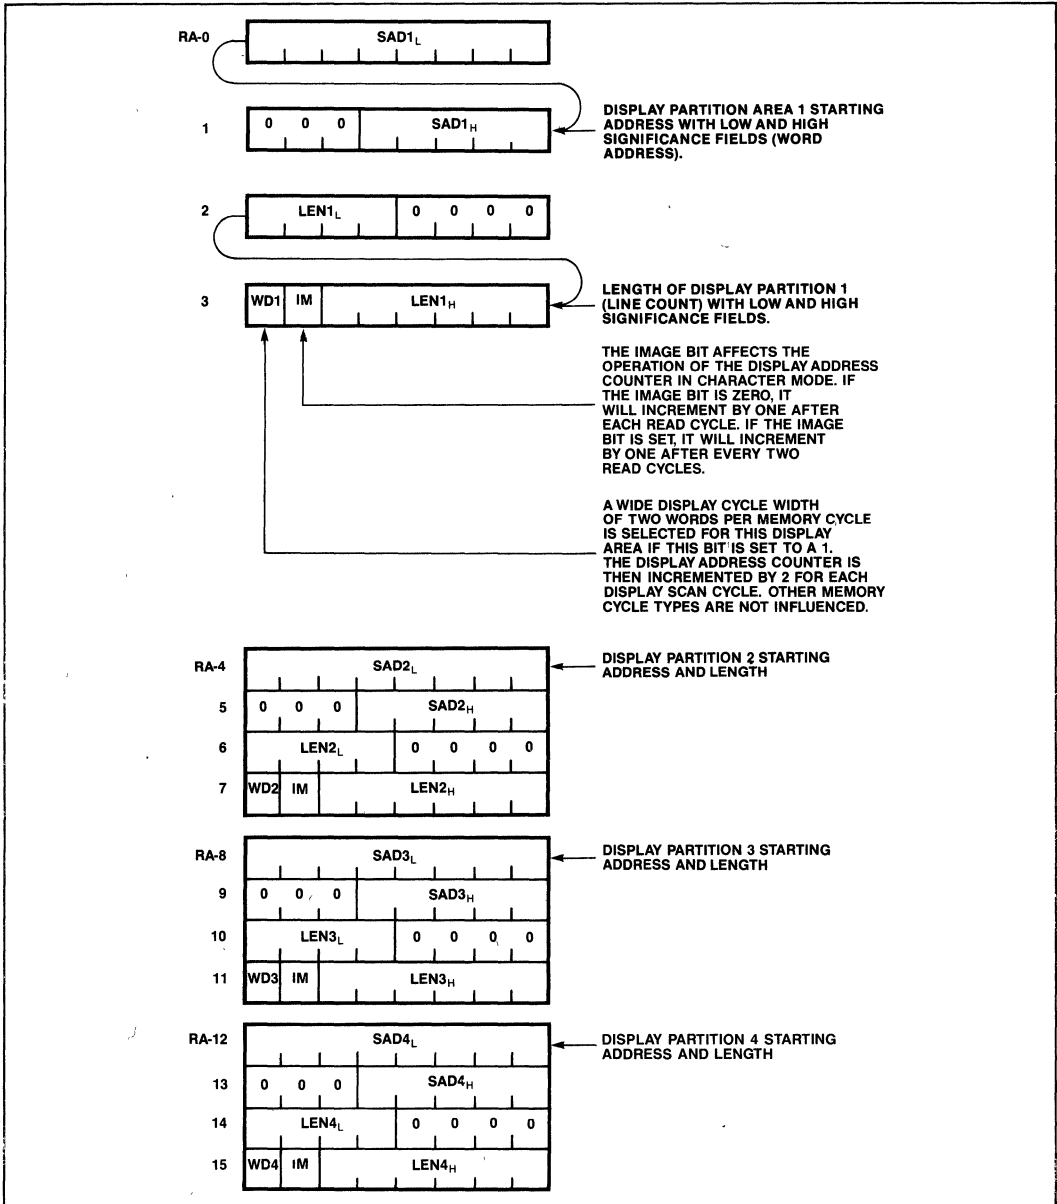 RA-0 SAD1L
1 0 0 0 SAD1H
DISPLAY PARTITION AREA 1 STARTING
ADDRESS WITH LOW AND HIGH
SIGNIFICANCE FIELDS (WORD
ADDRESS).
2 LEN1L 0 0 0 0
3 WD1 IM LEN1H
LENGTH OF DISPLAY PARTITION 1
(LINE COUNT) WITH LOW AND HIGH
SIGNIFICANCE FIELDS.
THE IMAGE BIT AFFECTS THE
OPERATION OF THE DISPLAY ADDRESS
COUNTER IN CHARACTER MODE. IF
THE IMAGE BIT IS ZERO, IT
WILL INCREMENT BY ONE AFTER
EACH READ CYCLE. IF THE IMAGE
BIT IS SET, IT WILL INCREMENT
BY ONE AFTER EVERY TWO
READ CYCLES.
A WIDE DISPLAY CYCLE WIDTH
OF TWO WORDS PER MEMORY CYCLE
IS SELECTED FOR THIS DISPLAY
AREA IF THIS BIT IS SET TO A 1.
THE DISPLAY ADDRESS COUNTER IS
THEN INCREMENTED BY 2 FOR EACH
DISPLAY SCAN CYCLE. OTHER MEMORY
CYCLE TYPES ARE NOT INFLUENCED.
RA-4 SAD2L
DISPLAY PARTITION 2 STARTING
ADDRESS AND LENGTH
5 0 0 0 SAD2H
6 LEN2L 0 0 0 0
7 WD2 IM LEN2H
RA-8 SAD3L
DISPLAY PARTITION 3 STARTING
ADDRESS AND LENGTH
9 0 0 0 SAD3H
10 LEN3L 0 0 0 0
11 WD3 IM LEN3H
RA-12 SAD4L
DISPLAY PARTITION 4 STARTING
ADDRESS AND LENGTH
13 0 0 0 SAD4H
14 LEN4L 0 0 0 0
15 WD4 IM LEN4H